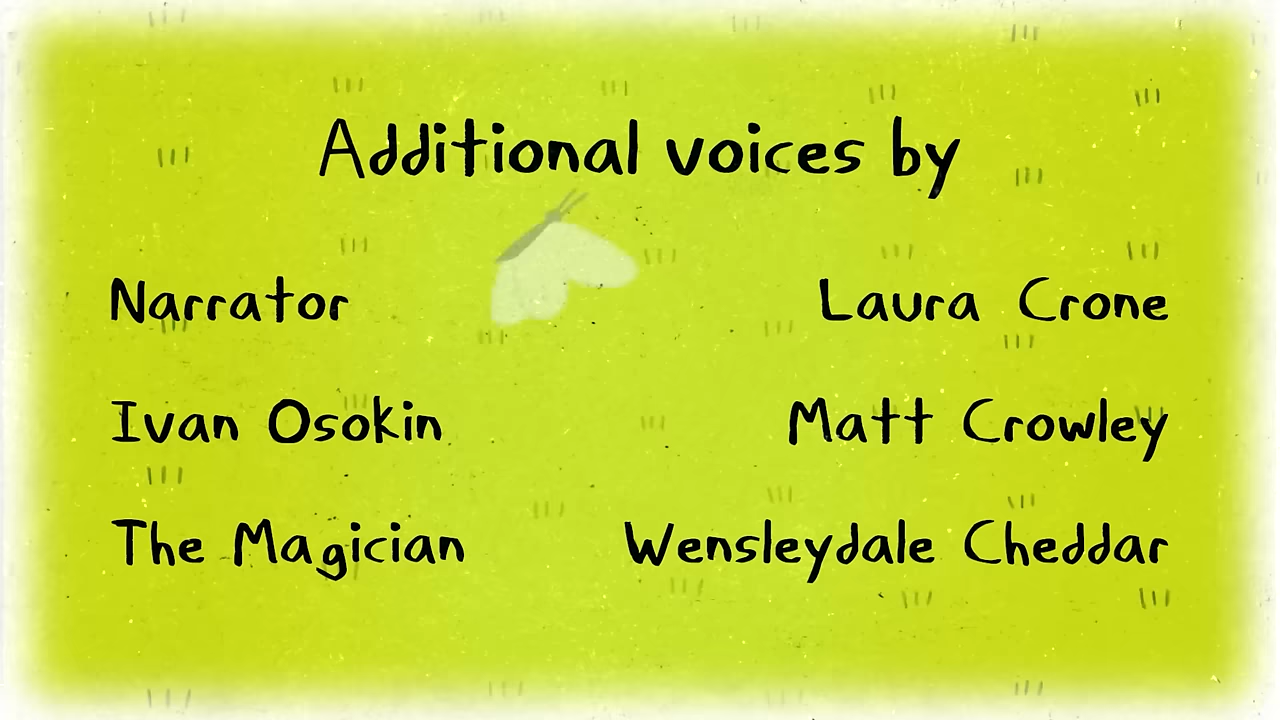 Additional voices by
Narrator Laura Crone
Ivan Osokin Matt Crowley
The Magician Wensleydale Cheddar